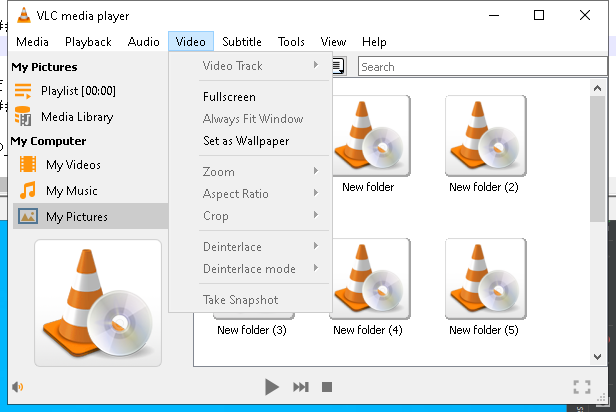 VLC media player
Media Playback Audio Video Subtitle Tools View Help
My Pictures
Playlist [00:00]
Media Library
My Computer
My Videos
My Music
My Pictures
Video Track
Fullscreen
Always Fit Window
Set as Wallpaper
Zoom
Aspect Ratio
Crop
Deinterlace
Deinterlace mode
Take Snapshot
Search
New folder
New folder (2)
New folder (3)
New folder (4)
New folder (5)